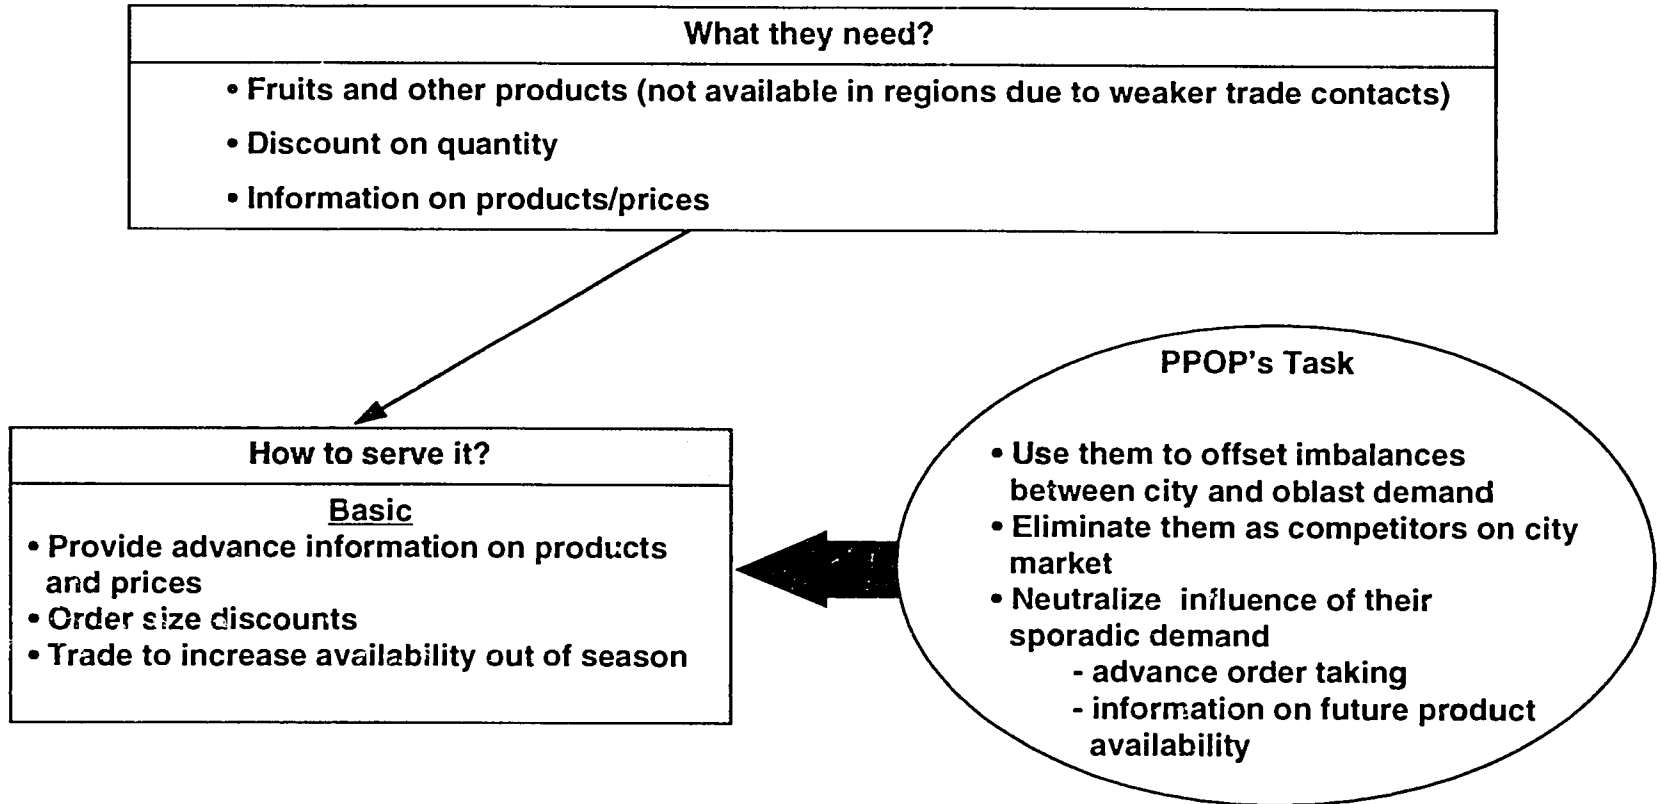 What they need?
• Fruits and other products (not available in regions due to weaker trade contacts)
• Discount on quantity
• Information on products/prices
How to serve it?
Basic
• Provide advance information on products
and prices
• Order size discounts
• Trade to increase availability out of season
PPOP's Task
• Use them to offset imbalances
between city and oblast demand
• Eliminate them as competitors on city
market
• Neutralize influence of their
sporadic demand
- advance order taking
- information on future product
availability